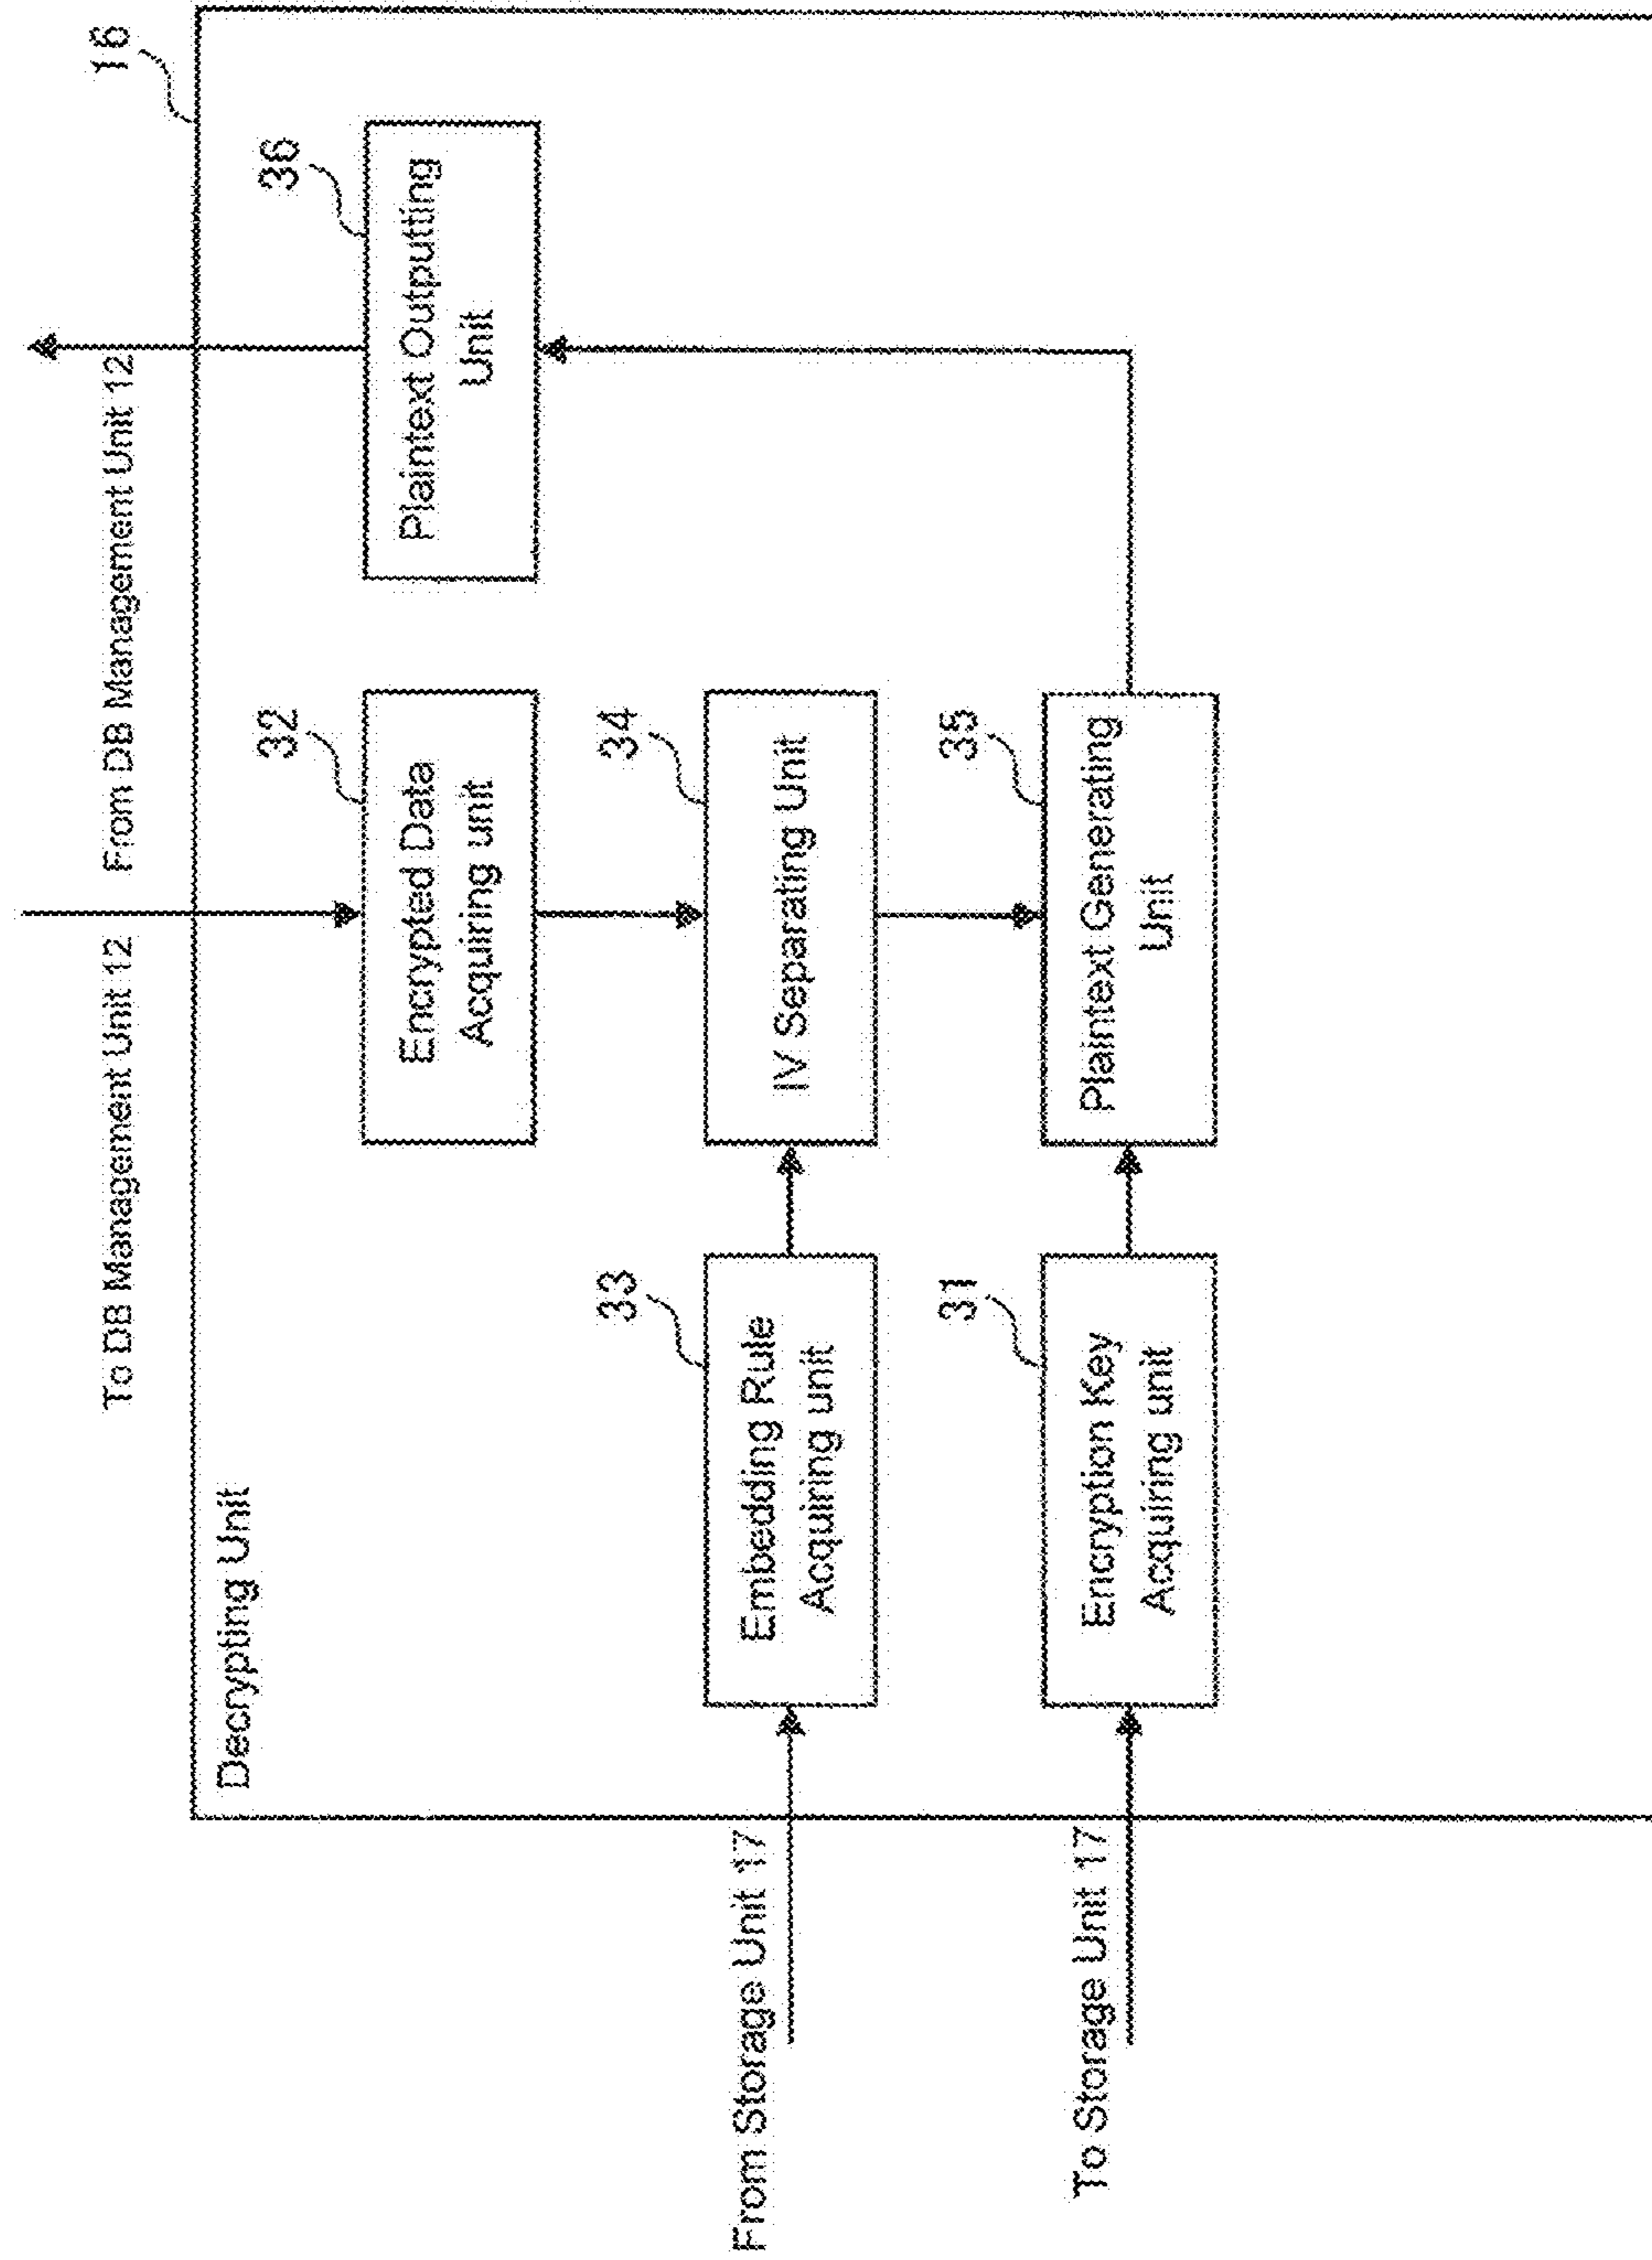 16
To DB Management Unit 12
From DB Management Unit 12
Decrypting Unit
32
Encrypted Data
Acquiring unit
36
Plaintext Outputting
Unit
From Storage Unit 17
33
Embedding Rule
Acquiring unit
34
IV Separating Unit
To Storage Unit 17
31
Encryption Key
Acquiring unit
35
Plaintext Generating
Unit